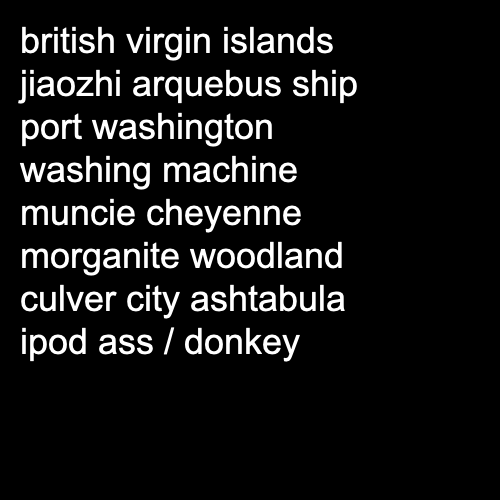 british virgin islands
jiaozhi arquebus ship
port washington
washing machine
muncie cheyenne
morganite woodland
culver city ashtabula
ipod ass / donkey